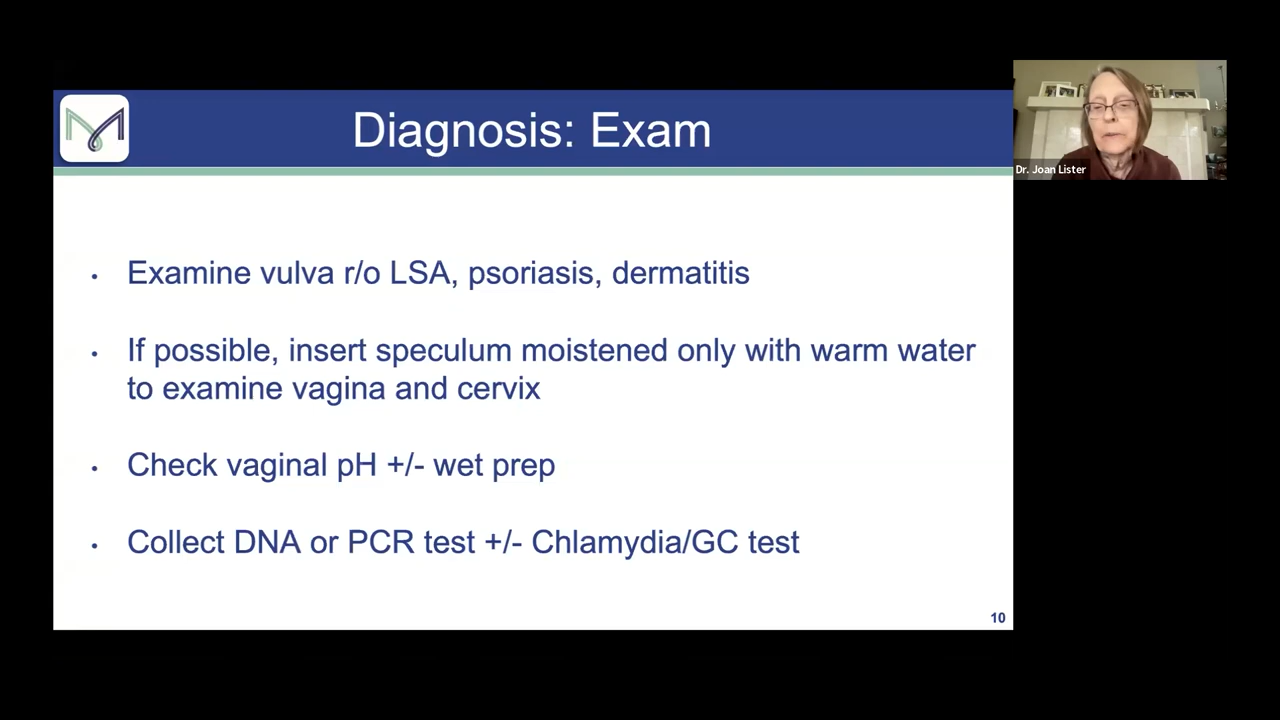 Diagnosis: Exam
Dr. Joan Lister
• Examine vulva r/o LSA, psoriasis, dermatitis
• If possible, insert speculum moistened only with warm water
to examine vagina and cervix
• Check vaginal pH +/- wet prep
• Collect DNA or PCR test +/- Chlamydia/GC test
10